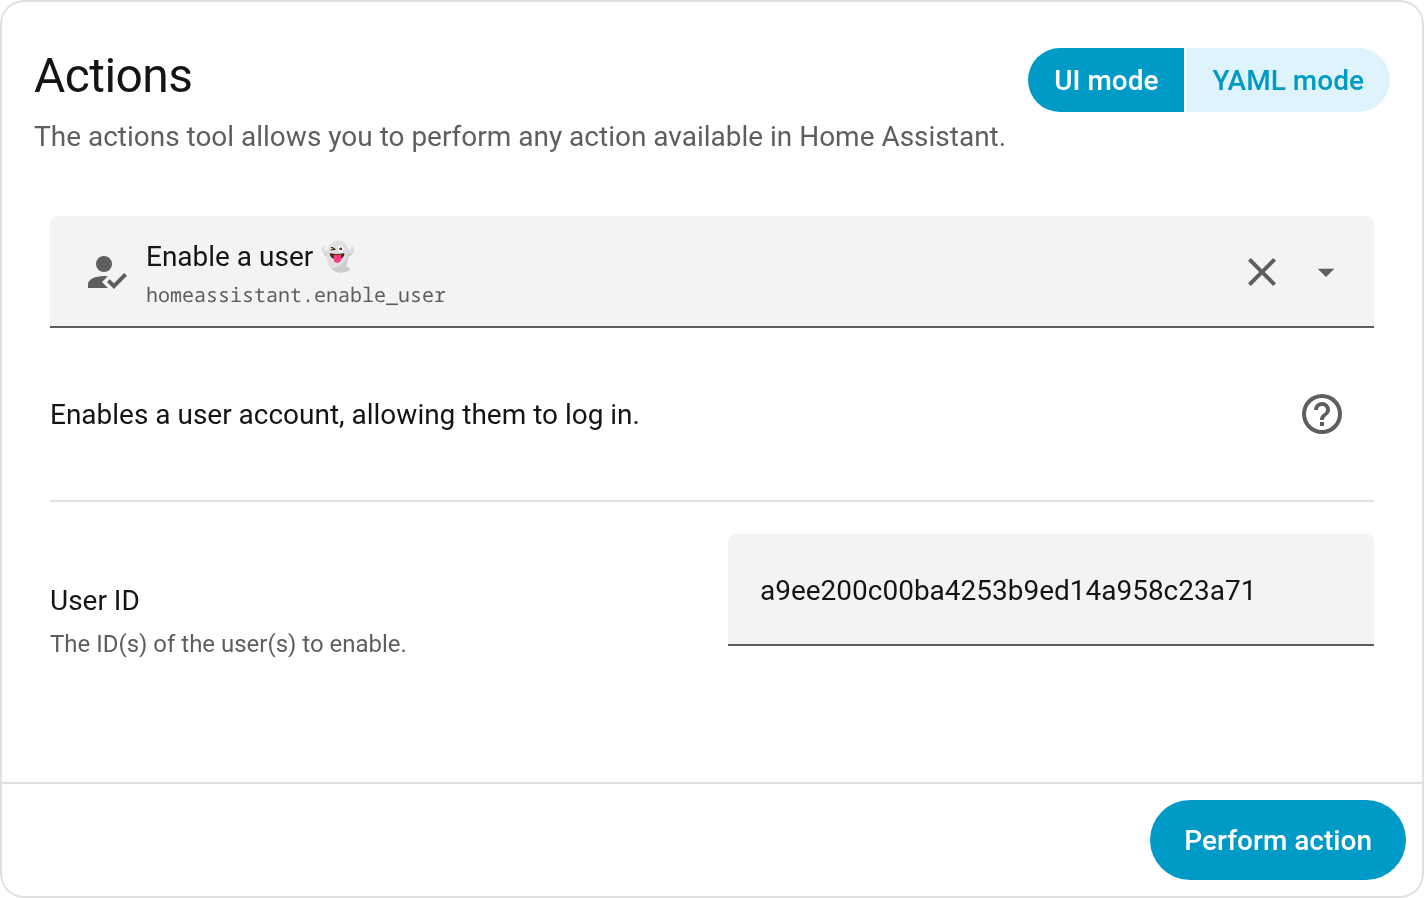 Actions
UI mode
YAML mode
The actions tool allows you to perform any action available in Home Assistant.
Enable a user 👻
homeassistant.enable_user
Enables a user account, allowing them to log in.
User ID
The ID(s) of the user(s) to enable.
a9ee200c00ba4253b9ed14a958c23a71
Perform action